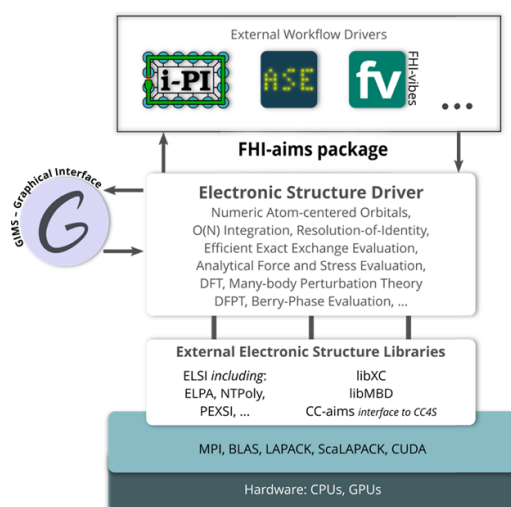 External Workflow Drivers
i-PI
ASE
fv
FHI-vibes
...
FHI-aims package
GIMS – Graphical Interface
G
Electronic Structure Driver
Numeric Atom-centered Orbitals,
O(N) Integration, Resolution-of-Identity,
Efficient Exact Exchange Evaluation,
Analytical Force and Stress Evaluation,
DFT, Many-body Perturbation Theory
DFPT, Berry-Phase Evaluation, ...
External Electronic Structure Libraries
ELSI including:
ELPA, NTPoly,
PEXSI, ...
libXC
libMBD
CC-aims interface to CC4S
MPI, BLAS, LAPACK, ScaLAPACK, CUDA
Hardware: CPUs, GPUs